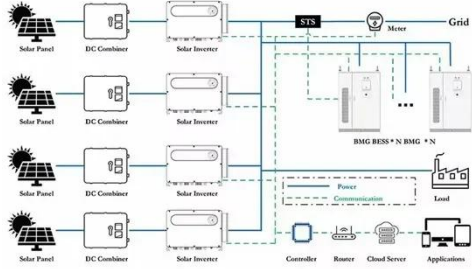 STS
Meter
Grid
Solar Panel
DC Combiner
Solar Inverter
Solar Panel
DC Combiner
Solar Inverter
BMG BESS * N BMG * N
Solar Panel
DC Combiner
Solar Inverter
Power
Communication
Load
Solar Panel
DC Combiner
Solar Inverter
Controller
Router
Cloud Server
Applications